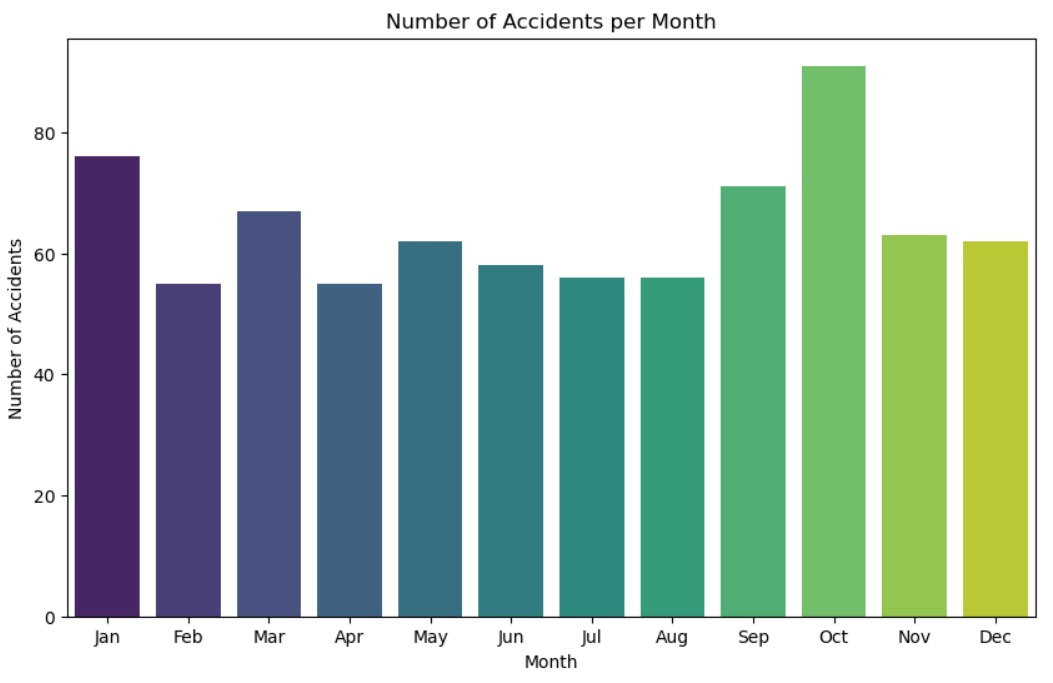 Number of Accidents per Month
Number of Accidents
80
60
40
20
0
Jan Feb Mar Apr May Jun Jul Aug Sep Oct Nov Dec
Month